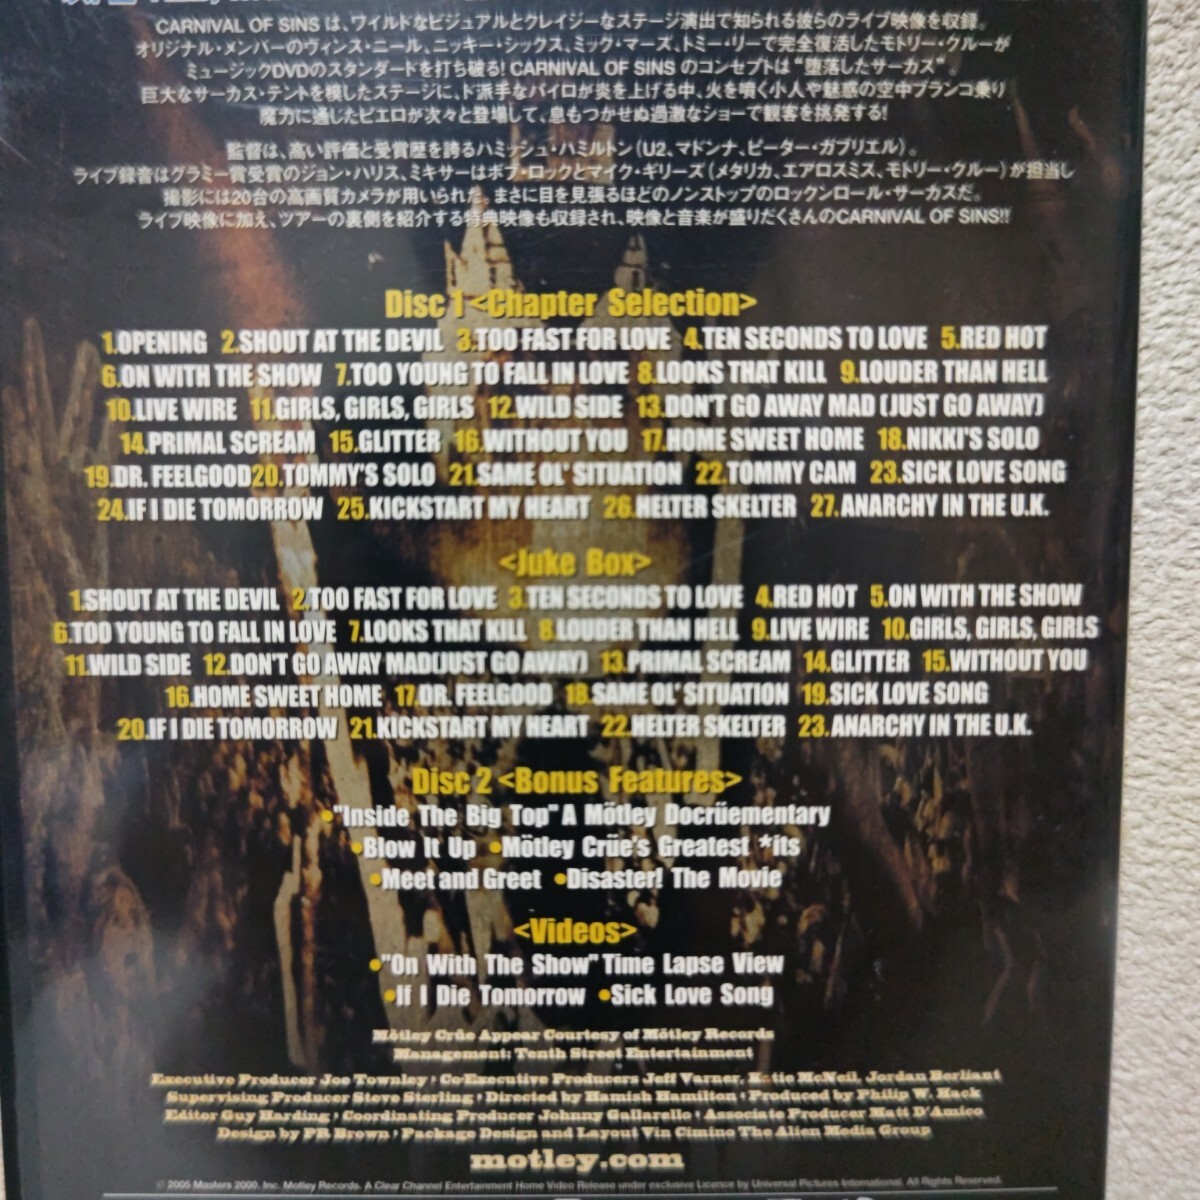 CARNIVAL OF SINS は、ワイルドなビジュアルとクレイジーなステージ演出で知られる彼らのライブ映像を収録。
オリジナル・メンバーのヴィンス・ニール、ニッキー・シックス、ミック・マーズ、トミー・リーで完全復活したモトリー・クルーが
ミュージックDVDのスタンダードを打ち破る! CARNIVAL OF SINS のコンセプトは“堕落したサーカス”。
巨大なサーカス・テントを模したステージに、ド派手なパイロが炎を上げる中、火を噴く小人や魅惑の空中ブランコ乗り
魔力に通じたピエロが次々と登場して、息もつかせぬ過激なショーで観客を挑発する!
監督は、高い評価と受賞歴を誇るハミッシュ・ハミルトン(U2、マドンナ、ピーター・ガブリエル)。
ライブ録音はグラミー賞受賞のジョン・ハリス、ミキサーはボブ・ロックとマイク・ギリーズ(メタリカ、エアロスミス、モトリー・クルー)が担当し
撮影には20台の高画質カメラが用いられた。まさに目を見張るほどのノンストップのロックンロール・サーカスだ。
ライブ映像に加え、ツアーの裏側を紹介する特典映像も収録され、映像と音楽が盛りだくさんのCARNIVAL OF SINS!!
Disc 1 <Chapter Selection>
1.OPENING 2.SHOUT AT THE DEVIL 3.TOO FAST FOR LOVE 4.TEN SECONDS TO LOVE 5.RED HOT
6.ON WITH THE SHOW 7.TOO YOUNG TO FALL IN LOVE 8.LOOKS THAT KILL 9.LOUDER THAN HELL
10.LIVE WIRE 11.GIRLS, GIRLS, GIRLS 12.WILD SIDE 13.DON'T GO AWAY MAD (JUST GO AWAY)
14.PRIMAL SCREAM 15.GLITTER 16.WITHOUT YOU 17.HOME SWEET HOME 18.NIKKI'S SOLO
19.DR. FEELGOOD20.TOMMY'S SOLO 21.SAME OL' SITUATION 22.TOMMY CAM 23.SICK LOVE SONG
24.IF I DIE TOMORROW 25.KICKSTART MY HEART 26.HELTER SKELTER 27.ANARCHY IN THE U.K.
<Juke Box>
1.SHOUT AT THE DEVIL 2.TOO FAST FOR LOVE 3.TEN SECONDS TO LOVE 4.RED HOT 5.ON WITH THE SHOW
6.TOO YOUNG TO FALL IN LOVE 7.LOOKS THAT KILL 8.LOUDER THAN HELL 9.LIVE WIRE 10.GIRLS, GIRLS, GIRLS
11.WILD SIDE 12.DON'T GO AWAY MAD(JUST GO AWAY) 13.PRIMAL SCREAM 14.GLITTER 15.WITHOUT YOU
16.HOME SWEET HOME 17.DR. FEELGOOD 18.SAME OL' SITUATION 19.SICK LOVE SONG
20.IF I DIE TOMORROW 21.KICKSTART MY HEART 22.HELTER SKELTER 23.ANARCHY IN THE U.K.
Disc 2 <Bonus Features>
•"Inside The Big Top" A Mötley Docrüementary
•Blow It Up •Mötley Crüe's Greatest *its
•Meet and Greet •Disaster! The Movie
<Videos>
•"On With The Show" Time Lapse View
•If I Die Tomorrow •Sick Love Song
Mötley Crüe Appear Courtesy of Mötley Records
Management: Tenth Street Entertainment
Executive Producer Joe Townley • Co-Executive Producers Jeff Varner, Katie McNeil, Jordan Berliant
Supervising Producer Steve Sterling • Directed by Hamish Hamilton • Produced by Philip W. Hack
Editor Guy Harding • Coordinating Producer Johnny Gallarello • Associate Producer Matt D'Amico
Design by PR Brown • Package Design and Layout Vin Cimino The Alien Media Group
motley.com
© 2005 Masters 2000, Inc. Motley Records. A Clear Channel Entertainment Home Video Release under exclusive Licence by Universal Pictures International. All Rights Reserved.